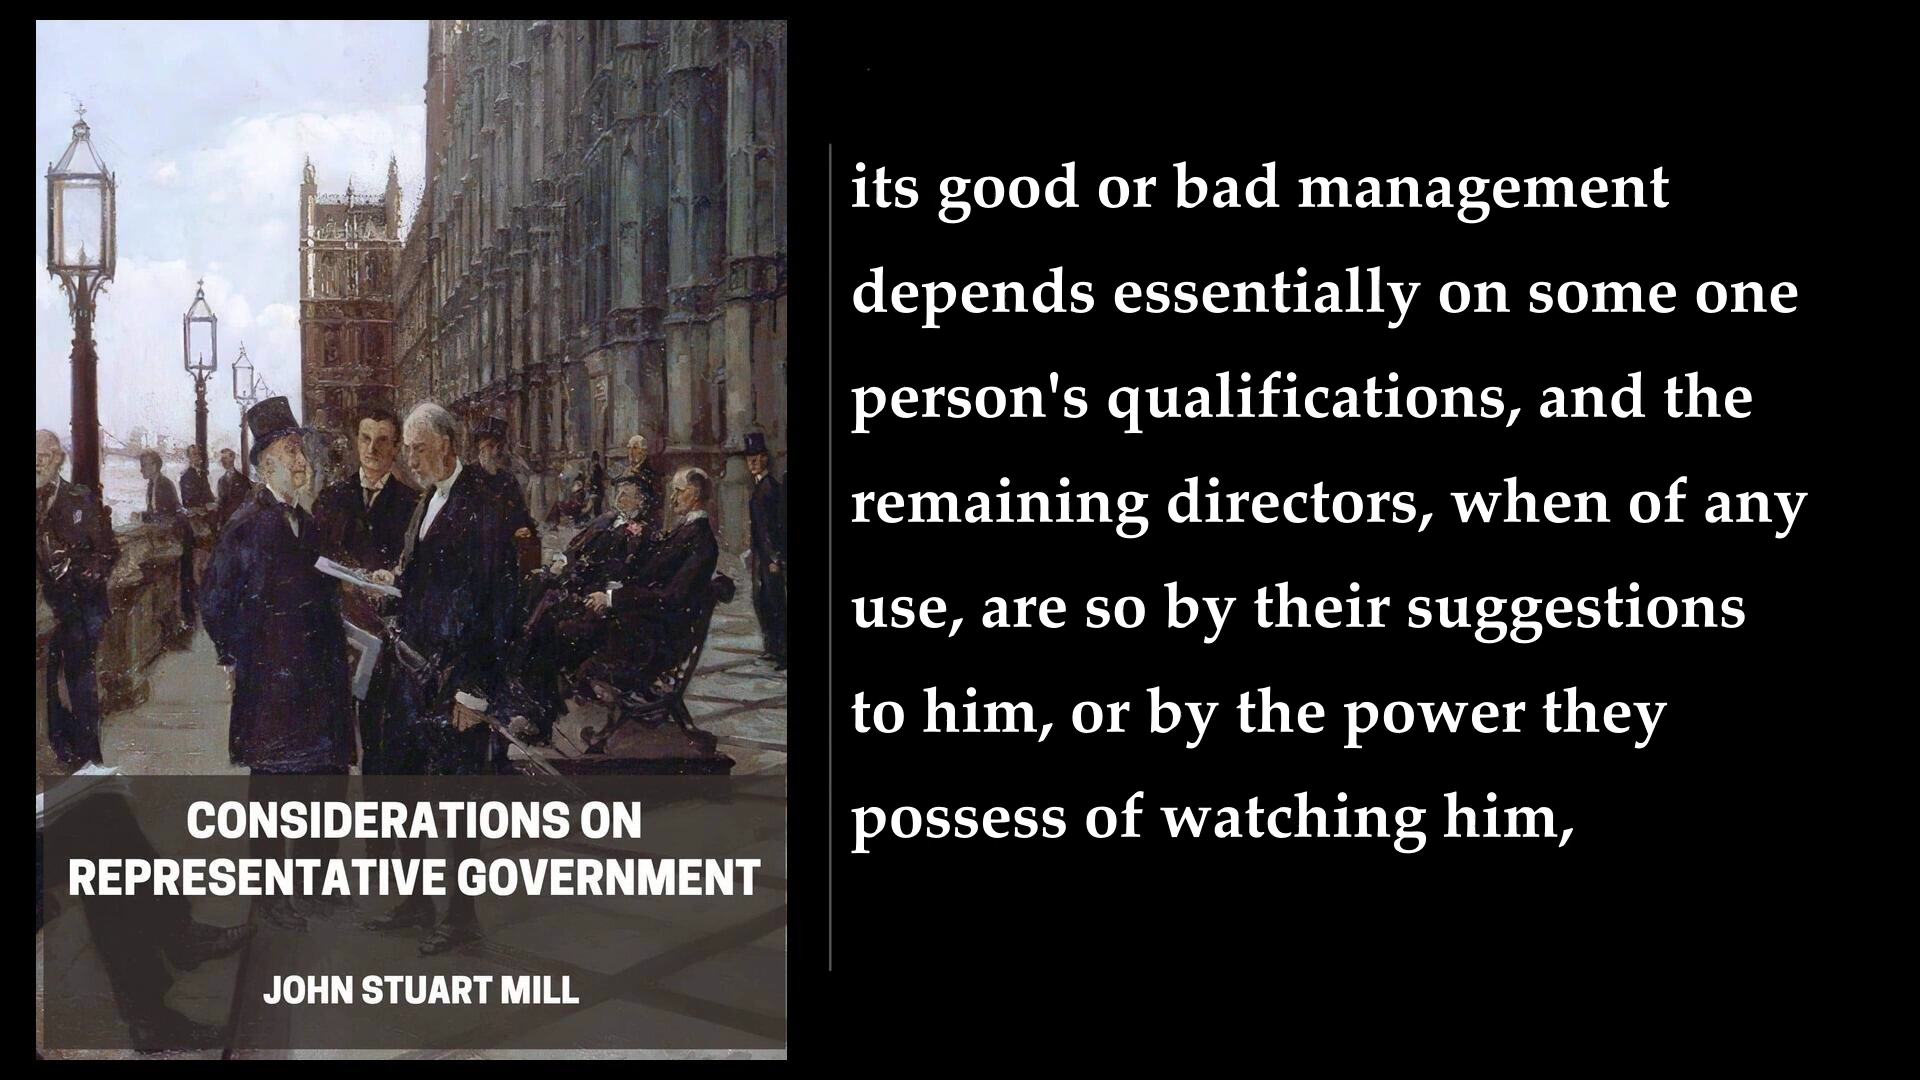 its good or bad management
depends essentially on some one
person's qualifications, and the
remaining directors, when of any
use, are so by their suggestions
to him, or by the power they
possess of watching him,
CONSIDERATIONS ON
REPRESENTATIVE GOVERNMENT
JOHN STUART MILL